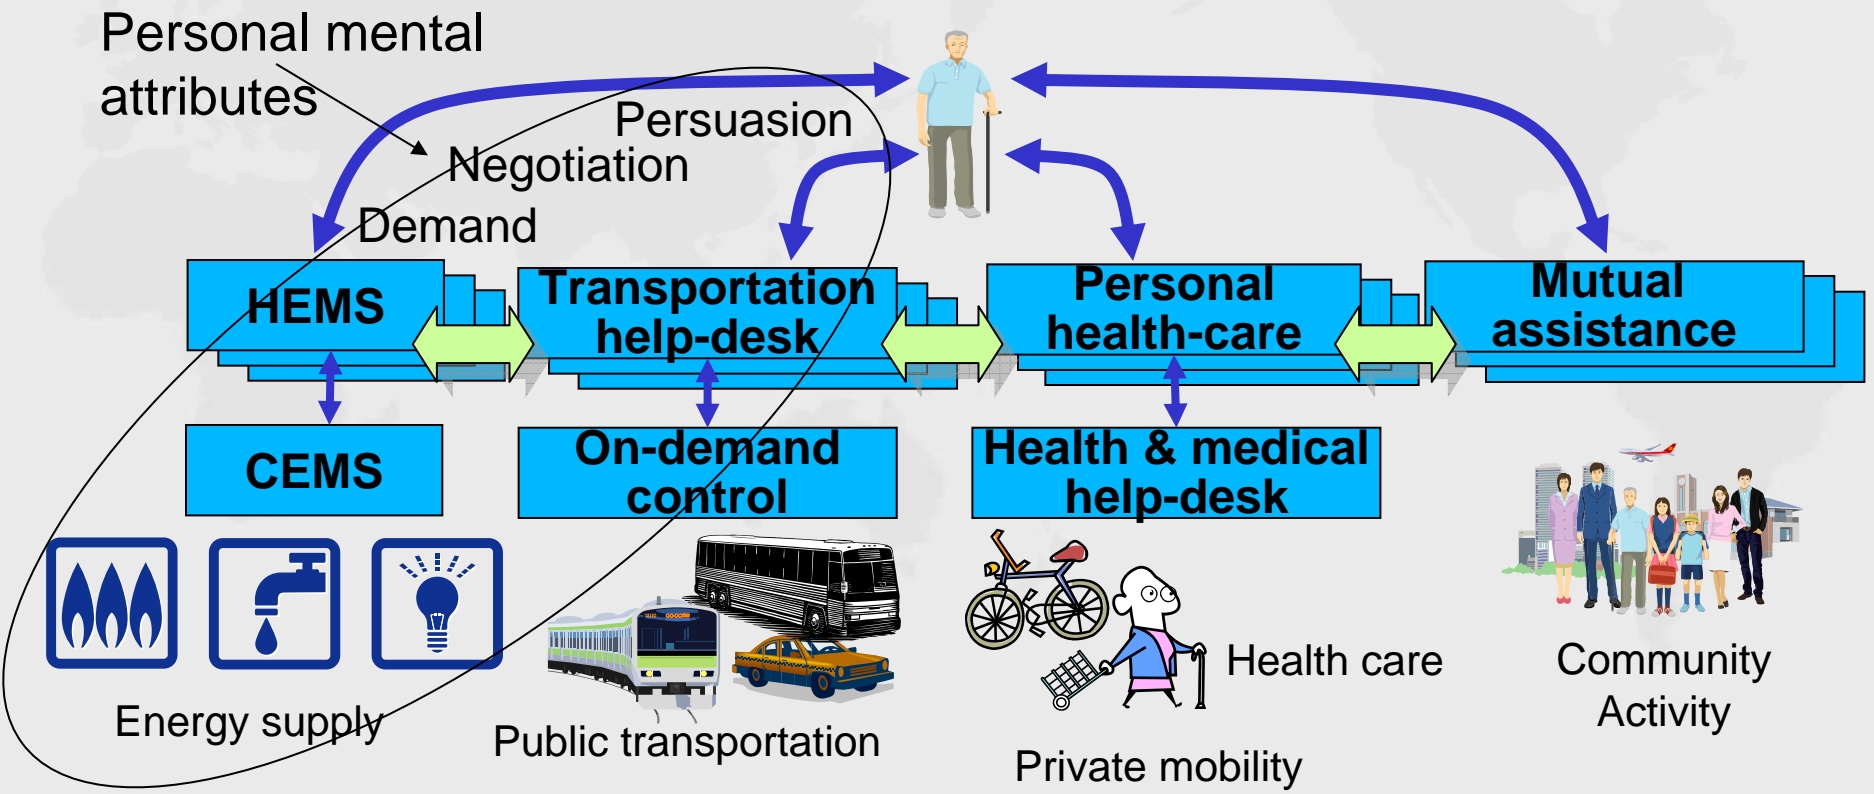 Personal mental
attributes
Persuasion
Negotiation
Demand
HEMS
Transportation
help-desk
Personal
health-care
Mutual
assistance
CEMS
On-demand
control
Health & medical
help-desk
Energy supply
Public transportation
Health care
Private mobility
Community
Activity